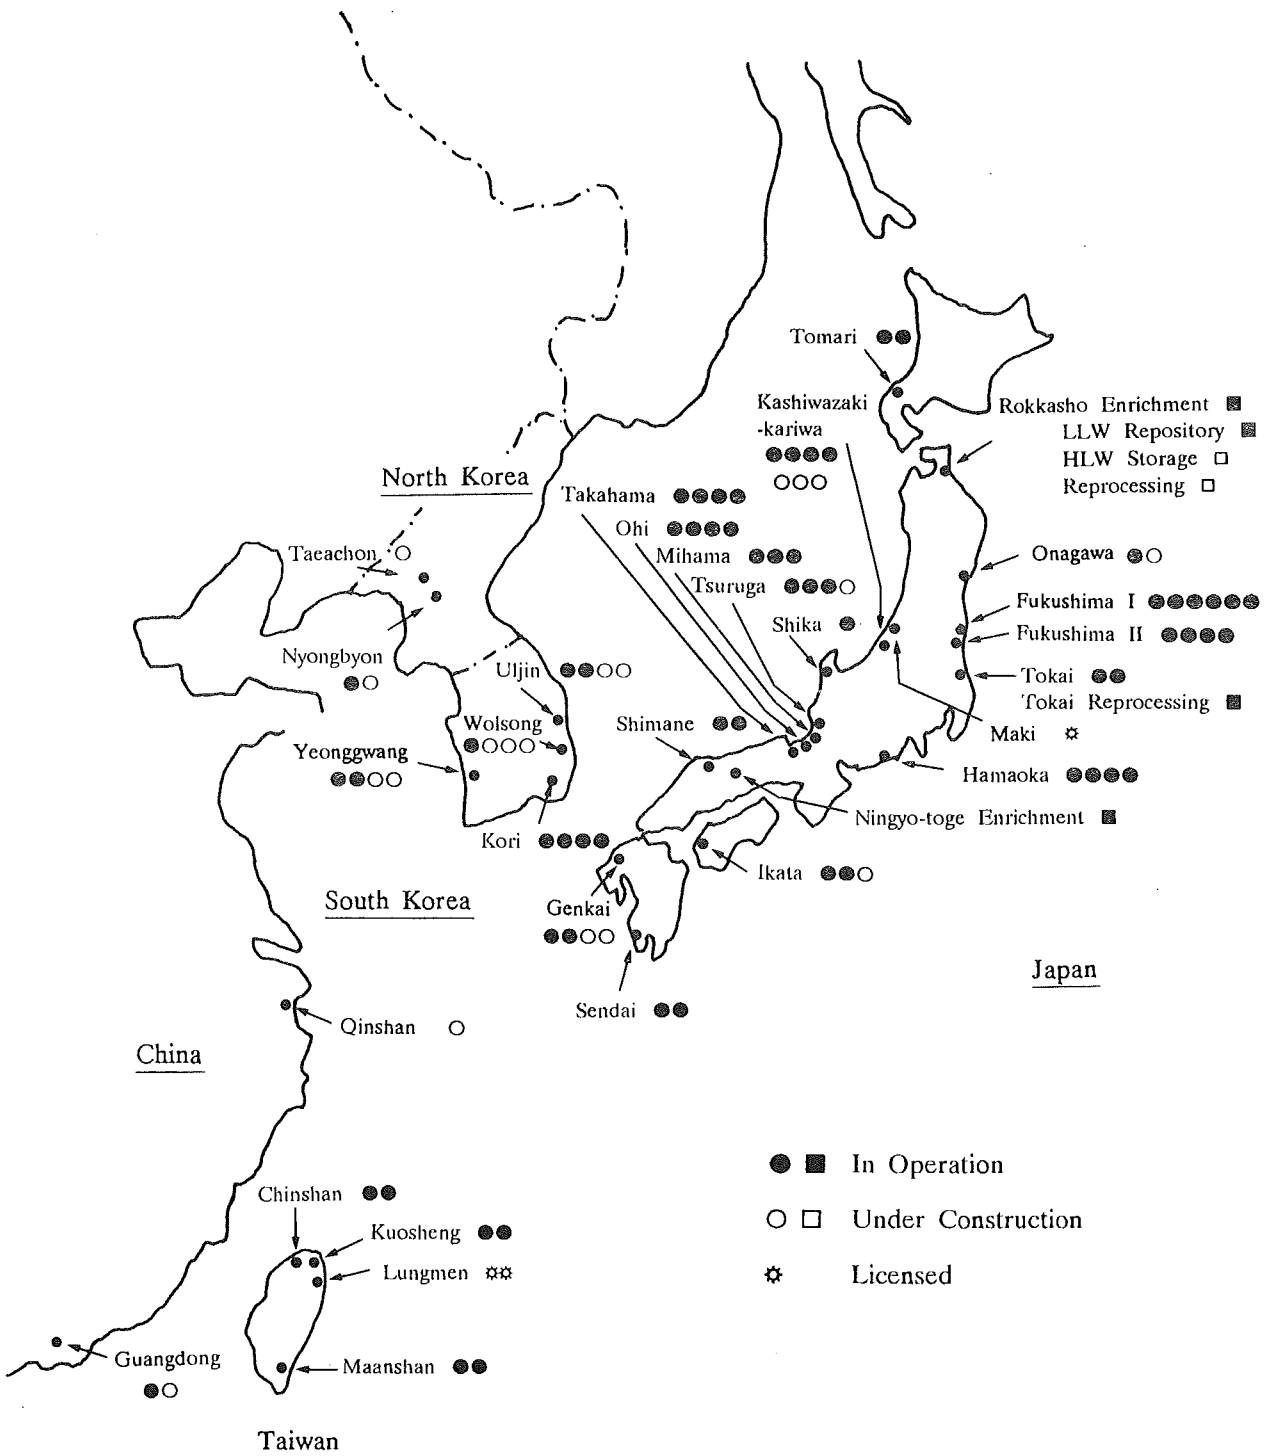 Tomari
Kashiwazaki
-kariwa
Rokkasho Enrichment
LLW Repository
HLW Storage
Reprocessing
North Korea
Takahama
Ohi
Mihama
Tsuruga
Shika
Taeachon
Nyongbyon
Onagawa
Fukushima I
Fukushima II
Tokai
Tokai Reprocessing
Maki
Hamaoka
Ningyo-toge Enrichment
Uljin
Wolsong
Yeonggwang
Shimane
Kori
Ikata
South Korea
Genkai
Sendai
Japan
Qinshan
China
In Operation
Under Construction
Licensed
Chinshan
Kuosheng
Lungmen
Guangdong
Maanshan
Taiwan